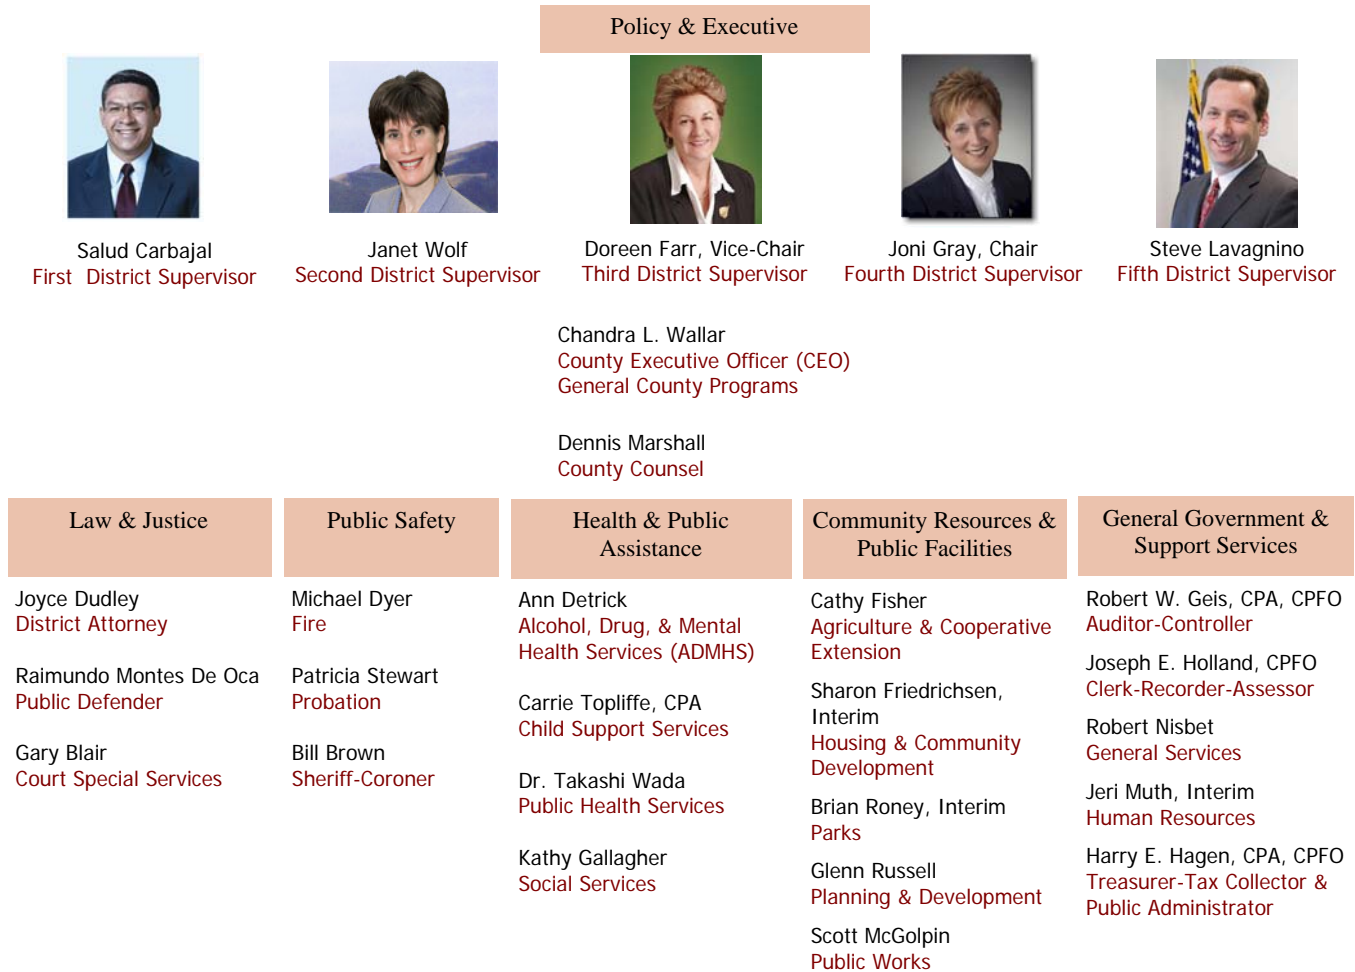 Policy & Executive
Salud Carbajal
First District Supervisor
Janet Wolf
Second District Supervisor
Doreen Farr, Vice-Chair
Third District Supervisor
Joni Gray, Chair
Fourth District Supervisor
Steve Lavagnino
Fifth District Supervisor
Chandra L. Wallar
County Executive Officer (CEO)
General County Programs
Dennis Marshall
County Counsel
Law & Justice
Joyce Dudley
District Attorney
Raimundo Montes De Oca
Public Defender
Gary Blair
Court Special Services
Public Safety
Michael Dyer
Fire
Patricia Stewart
Probation
Bill Brown
Sheriff-Coroner
Health & Public
Assistance
Ann Detrick
Alcohol, Drug, & Mental
Health Services (ADMHS)
Carrie Topliffe, CPA
Child Support Services
Dr. Takashi Wada
Public Health Services
Kathy Gallagher
Social Services
Community Resources &
Public Facilities
Cathy Fisher
Agriculture & Cooperative
Extension
Sharon Friedrichsen,
Interim
Housing & Community
Development
Brian Roney, Interim
Parks
Glenn Russell
Planning & Development
Scott McGolpin
Public Works
General Government &
Support Services
Robert W. Geis, CPA, CPFO
Auditor-Controller
Joseph E. Holland, CPFO
Clerk-Recorder-Assessor
Robert Nisbet
General Services
Jeri Muth, Interim
Human Resources
Harry E. Hagen, CPA, CPFO
Treasurer-Tax Collector &
Public Administrator